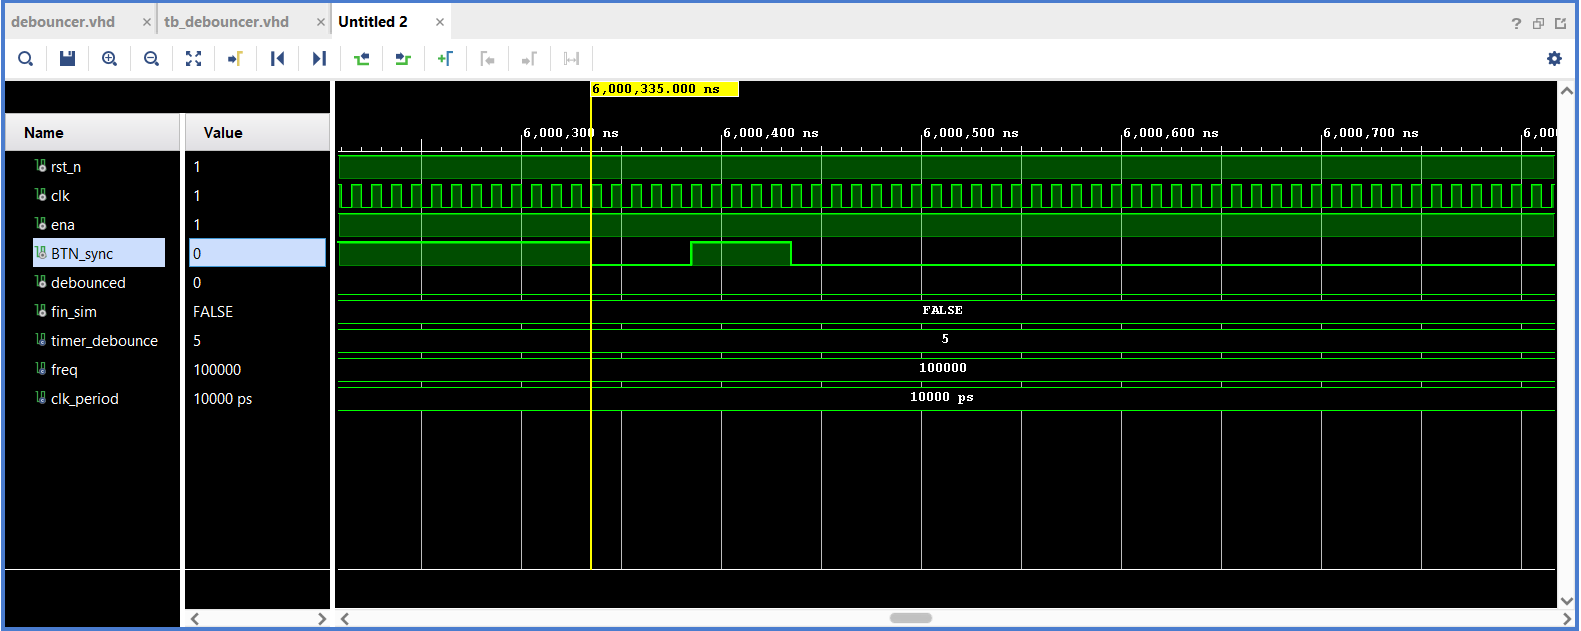 debouncer.vhd × tb_debouncer.vhd × Untitled 2 × ?
6,000,335.000 ns
Name Value 6,000,300 ns 6,000,400 ns 6,000,500 ns 6,000,600 ns 6,000,700 ns 6,000
rst_n 1
clk 1
ena 1
BTN_sync 0
debounced 0
fin_sim FALSE FALSE
timer_debounce 5 5
freq 100000 100000
clk_period 10000 ps 10000 ps